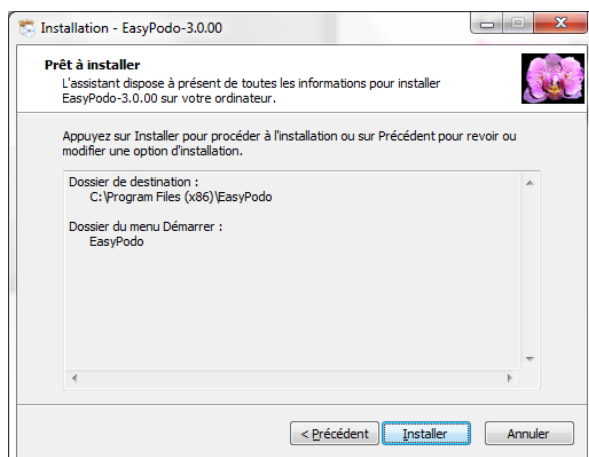 Installation - EasyPodo-3.0.00
Prêt à installer
L'assistant dispose à présent de toutes les informations pour installer
EasyPodo-3.0.00 sur votre ordinateur.
Appuyez sur Installer pour procéder à l'installation ou sur Précédent pour revoir ou
modifier une option d'installation.
Dossier de destination :
C:\Program Files (x86)\EasyPodo
Dossier du menu Démarrer :
EasyPodo
< Précédent Installer Annuler